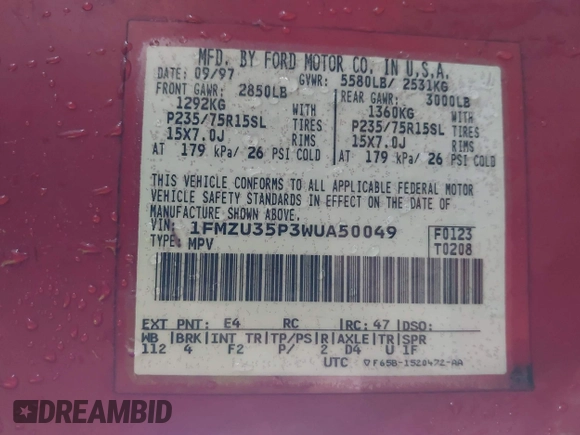 MFD. BY FORD MOTOR CO. IN U.S.A.
DATE: 09/97 GVWR: 5580LB/ 2531KG
FRONT GAWR: 2850LB REAR GAWR: 3000LB
1292KG WITH 1360KG WITH
P235/75R15SL TIRES P235/75R15SL TIRES
15X7.0J RIMS 15X7.0J RIMS
AT 179 kPa/ 26 PSI COLD AT 179 kPa/ 26 PSI COLD
THIS VEHICLE CONFORMS TO ALL APPLICABLE FEDERAL MOTOR
VEHICLE SAFETY STANDARDS IN EFFECT ON THE DATE OF
MANUFACTURE SHOWN ABOVE.
VIN: 1FMZU35P3WUA50049 F0123
TYPE: MPV T0208
EXT PNT: E4 RC: 47 DSO:
WB BRK INT TR TP/PS R AXLE TR SPR
112 4 F2 P/ 2 D4 U 1F
UTC ▽F65B-1520472-AA
DREAMBID